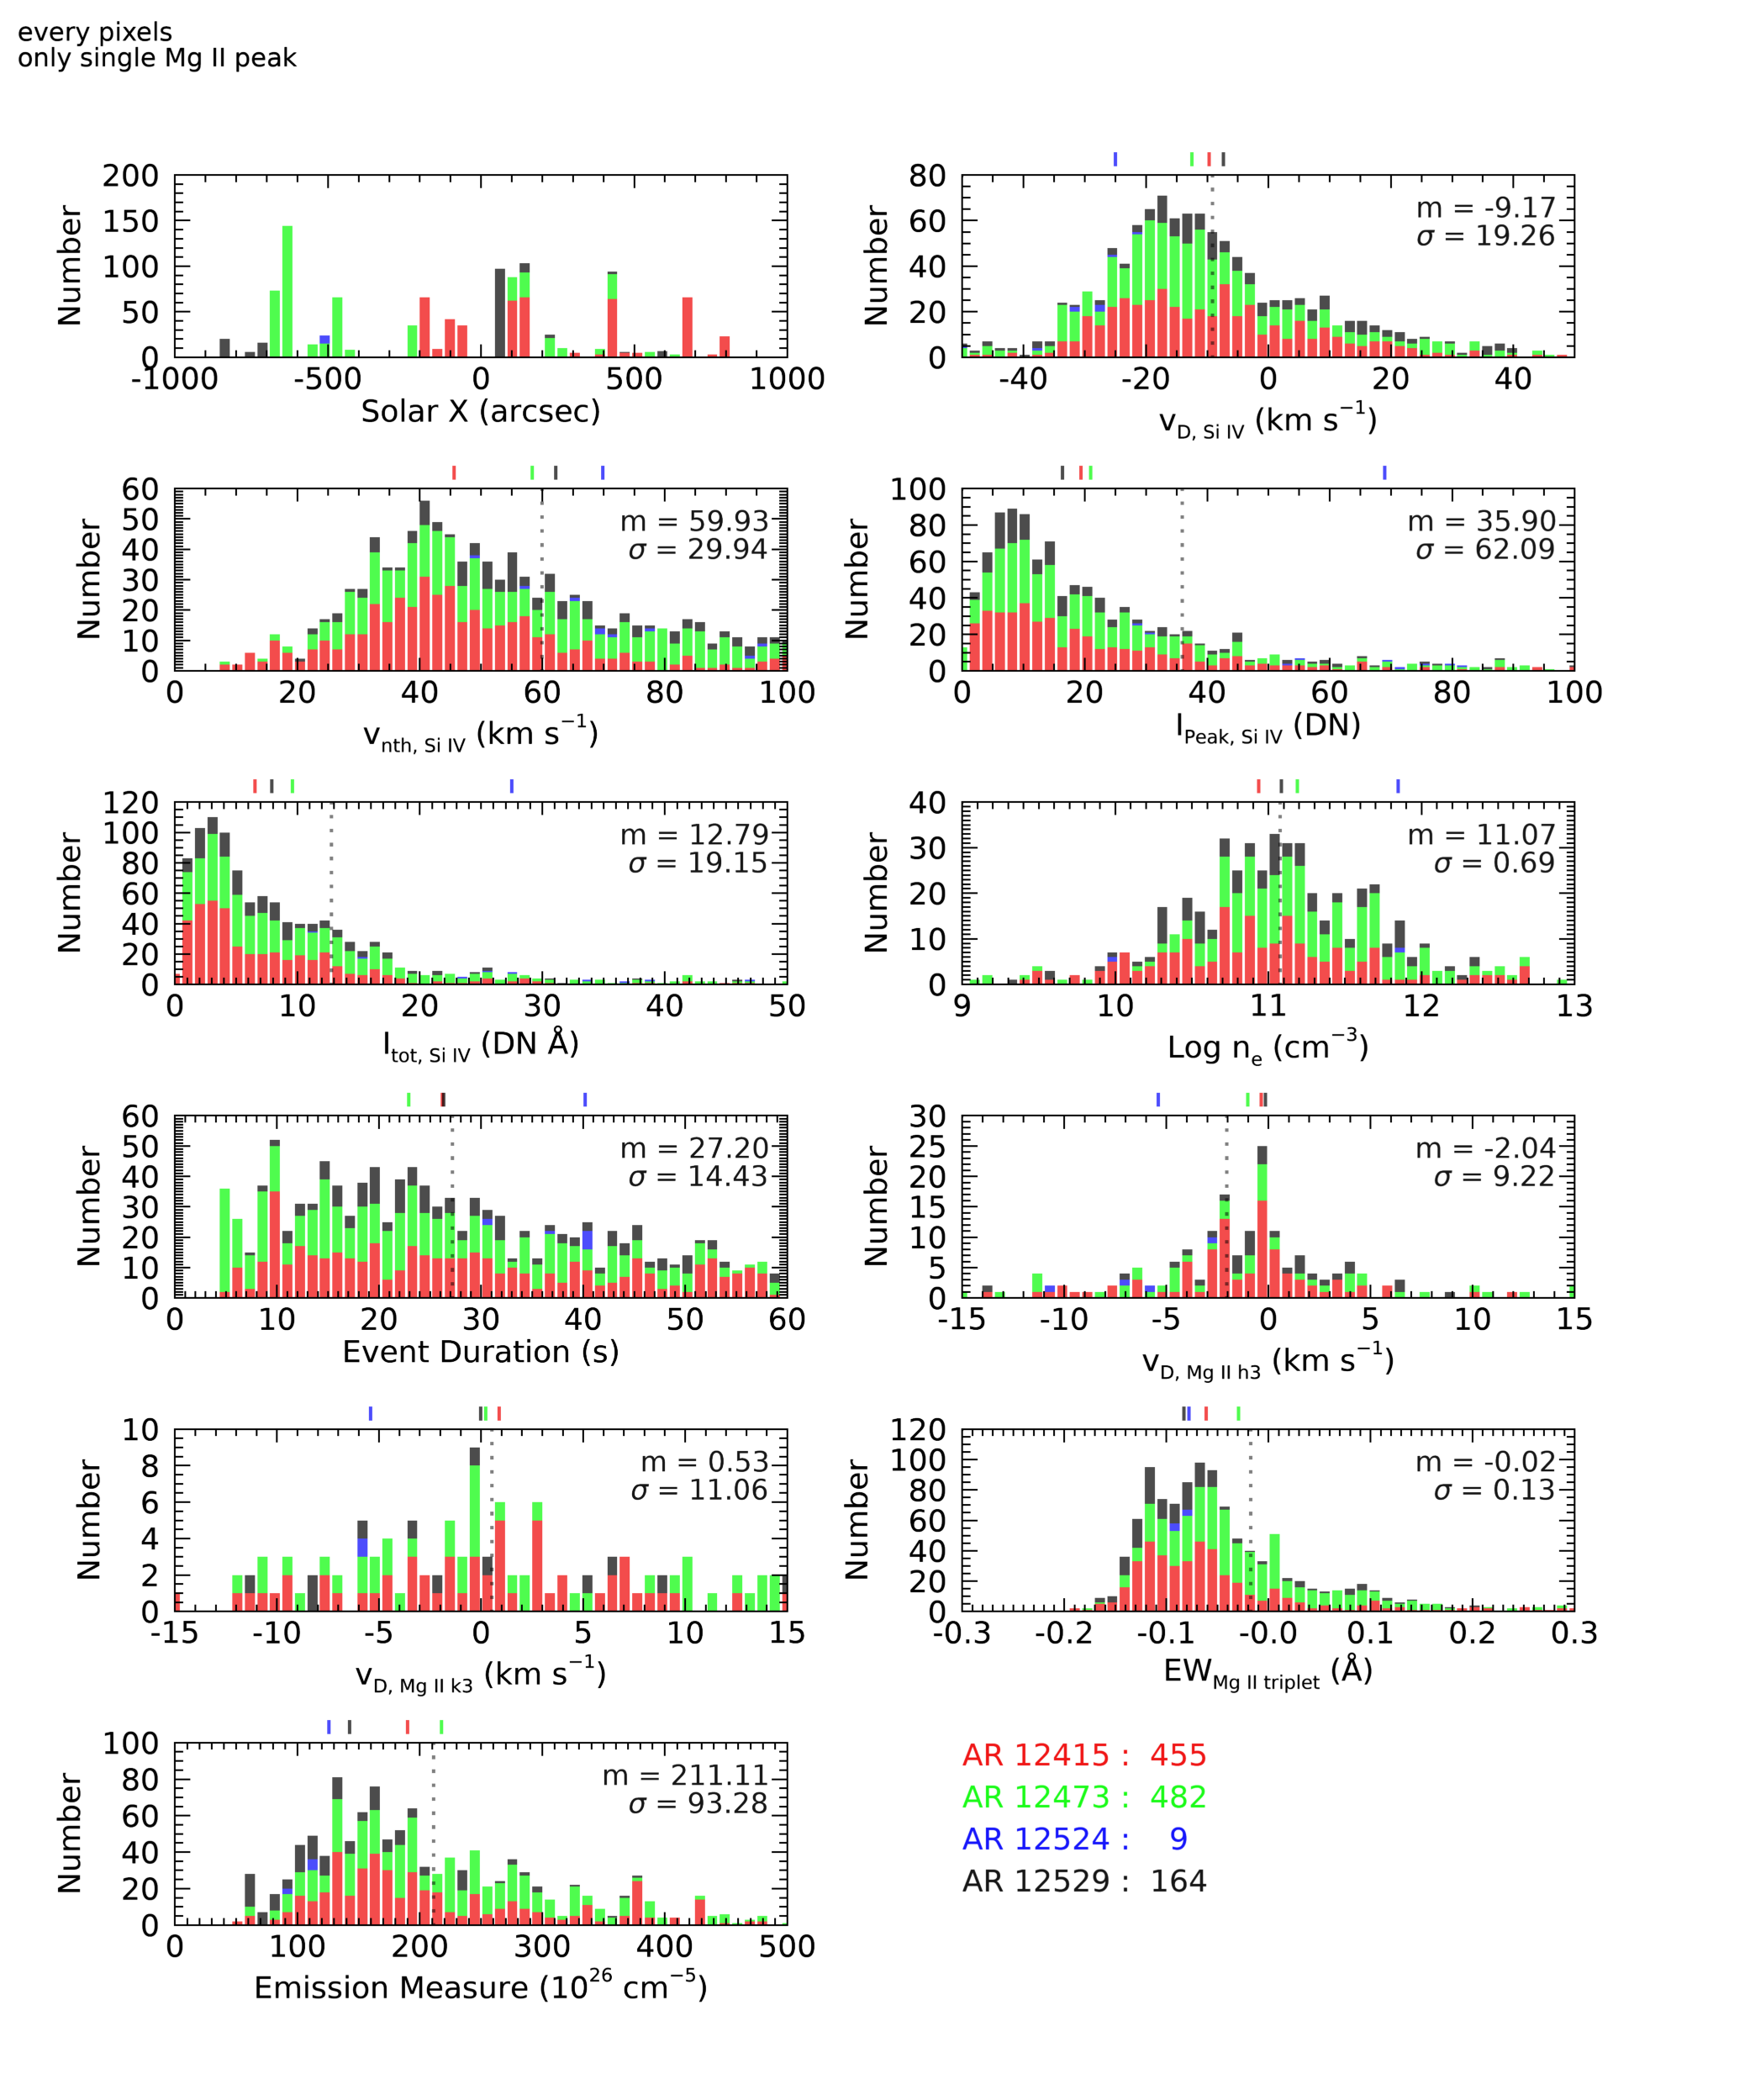 every pixels
only single Mg II peak
200
150
100
50
0
Number
-1000 -500 0 500 1000
Solar X (arcsec)
80
60
40
20
0
Number
m = -9.17
σ = 19.26
-40 -20 0 20 40
v_D, Si IV (km s⁻¹)
60
50
40
30
20
10
0
Number
m = 59.93
σ = 29.94
0 20 40 60 80 100
v_nth, Si IV (km s⁻¹)
100
80
60
40
20
0
Number
m = 35.90
σ = 62.09
0 20 40 60 80 100
I_Peak, Si IV (DN)
120
100
80
60
40
20
0
Number
m = 12.79
σ = 19.15
0 10 20 30 40 50
I_tot, Si IV (DN Å)
40
30
20
10
0
Number
m = 11.07
σ = 0.69
9 10 11 12 13
Log n_e (cm⁻³)
60
50
40
30
20
10
0
Number
m = 27.20
σ = 14.43
0 10 20 30 40 50 60
Event Duration (s)
30
25
20
15
10
5
0
Number
m = -2.04
σ = 9.22
-15 -10 -5 0 5 10 15
v_D, Mg II h3 (km s⁻¹)
10
8
6
4
2
0
Number
m = 0.53
σ = 11.06
-15 -10 -5 0 5 10 15
v_D, Mg II k3 (km s⁻¹)
120
100
80
60
40
20
0
Number
m = -0.02
σ = 0.13
-0.3 -0.2 -0.1 -0.0 0.1 0.2 0.3
EW_Mg II triplet (Å)
100
80
60
40
20
0
Number
m = 211.11
σ = 93.28
0 100 200 300 400 500
Emission Measure (10²⁶ cm⁻⁵)
AR 12415 : 455
AR 12473 : 482
AR 12524 : 9
AR 12529 : 164